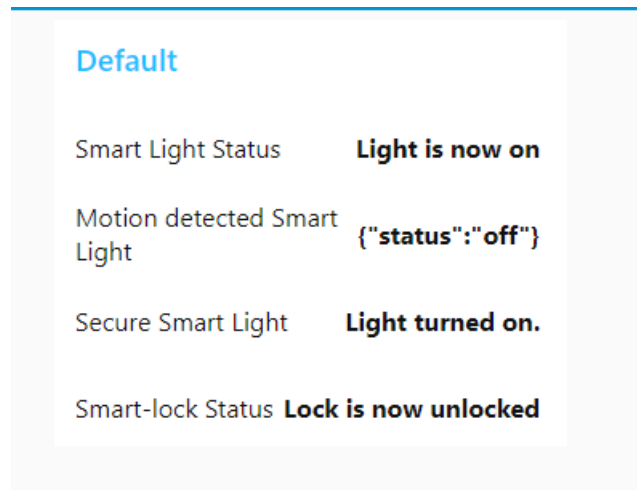 Default
Smart Light Status Light is now on
Motion detected Smart
Light
{"status":"off"}
Secure Smart Light Light turned on.
Smart-lock Status Lock is now unlocked